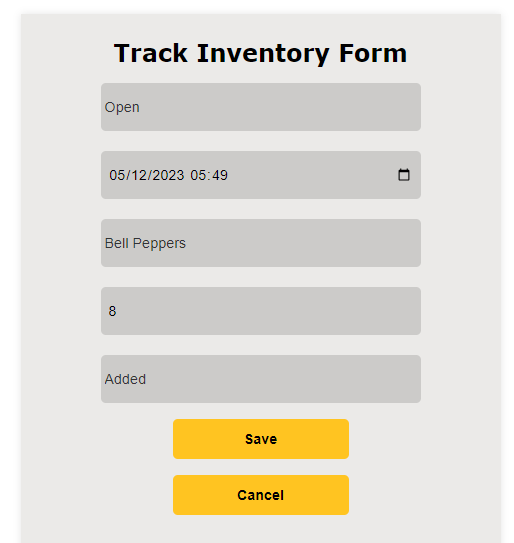 Track Inventory Form
Open
05/12/2023 05:49
Bell Peppers
8
Added
Save
Cancel